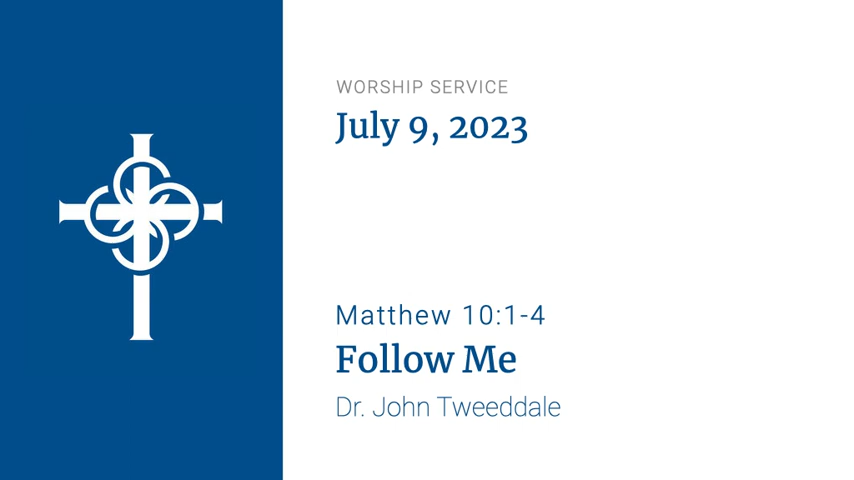 WORSHIP SERVICE
July 9, 2023
Matthew 10:1-4
Follow Me
Dr. John Tweeddale